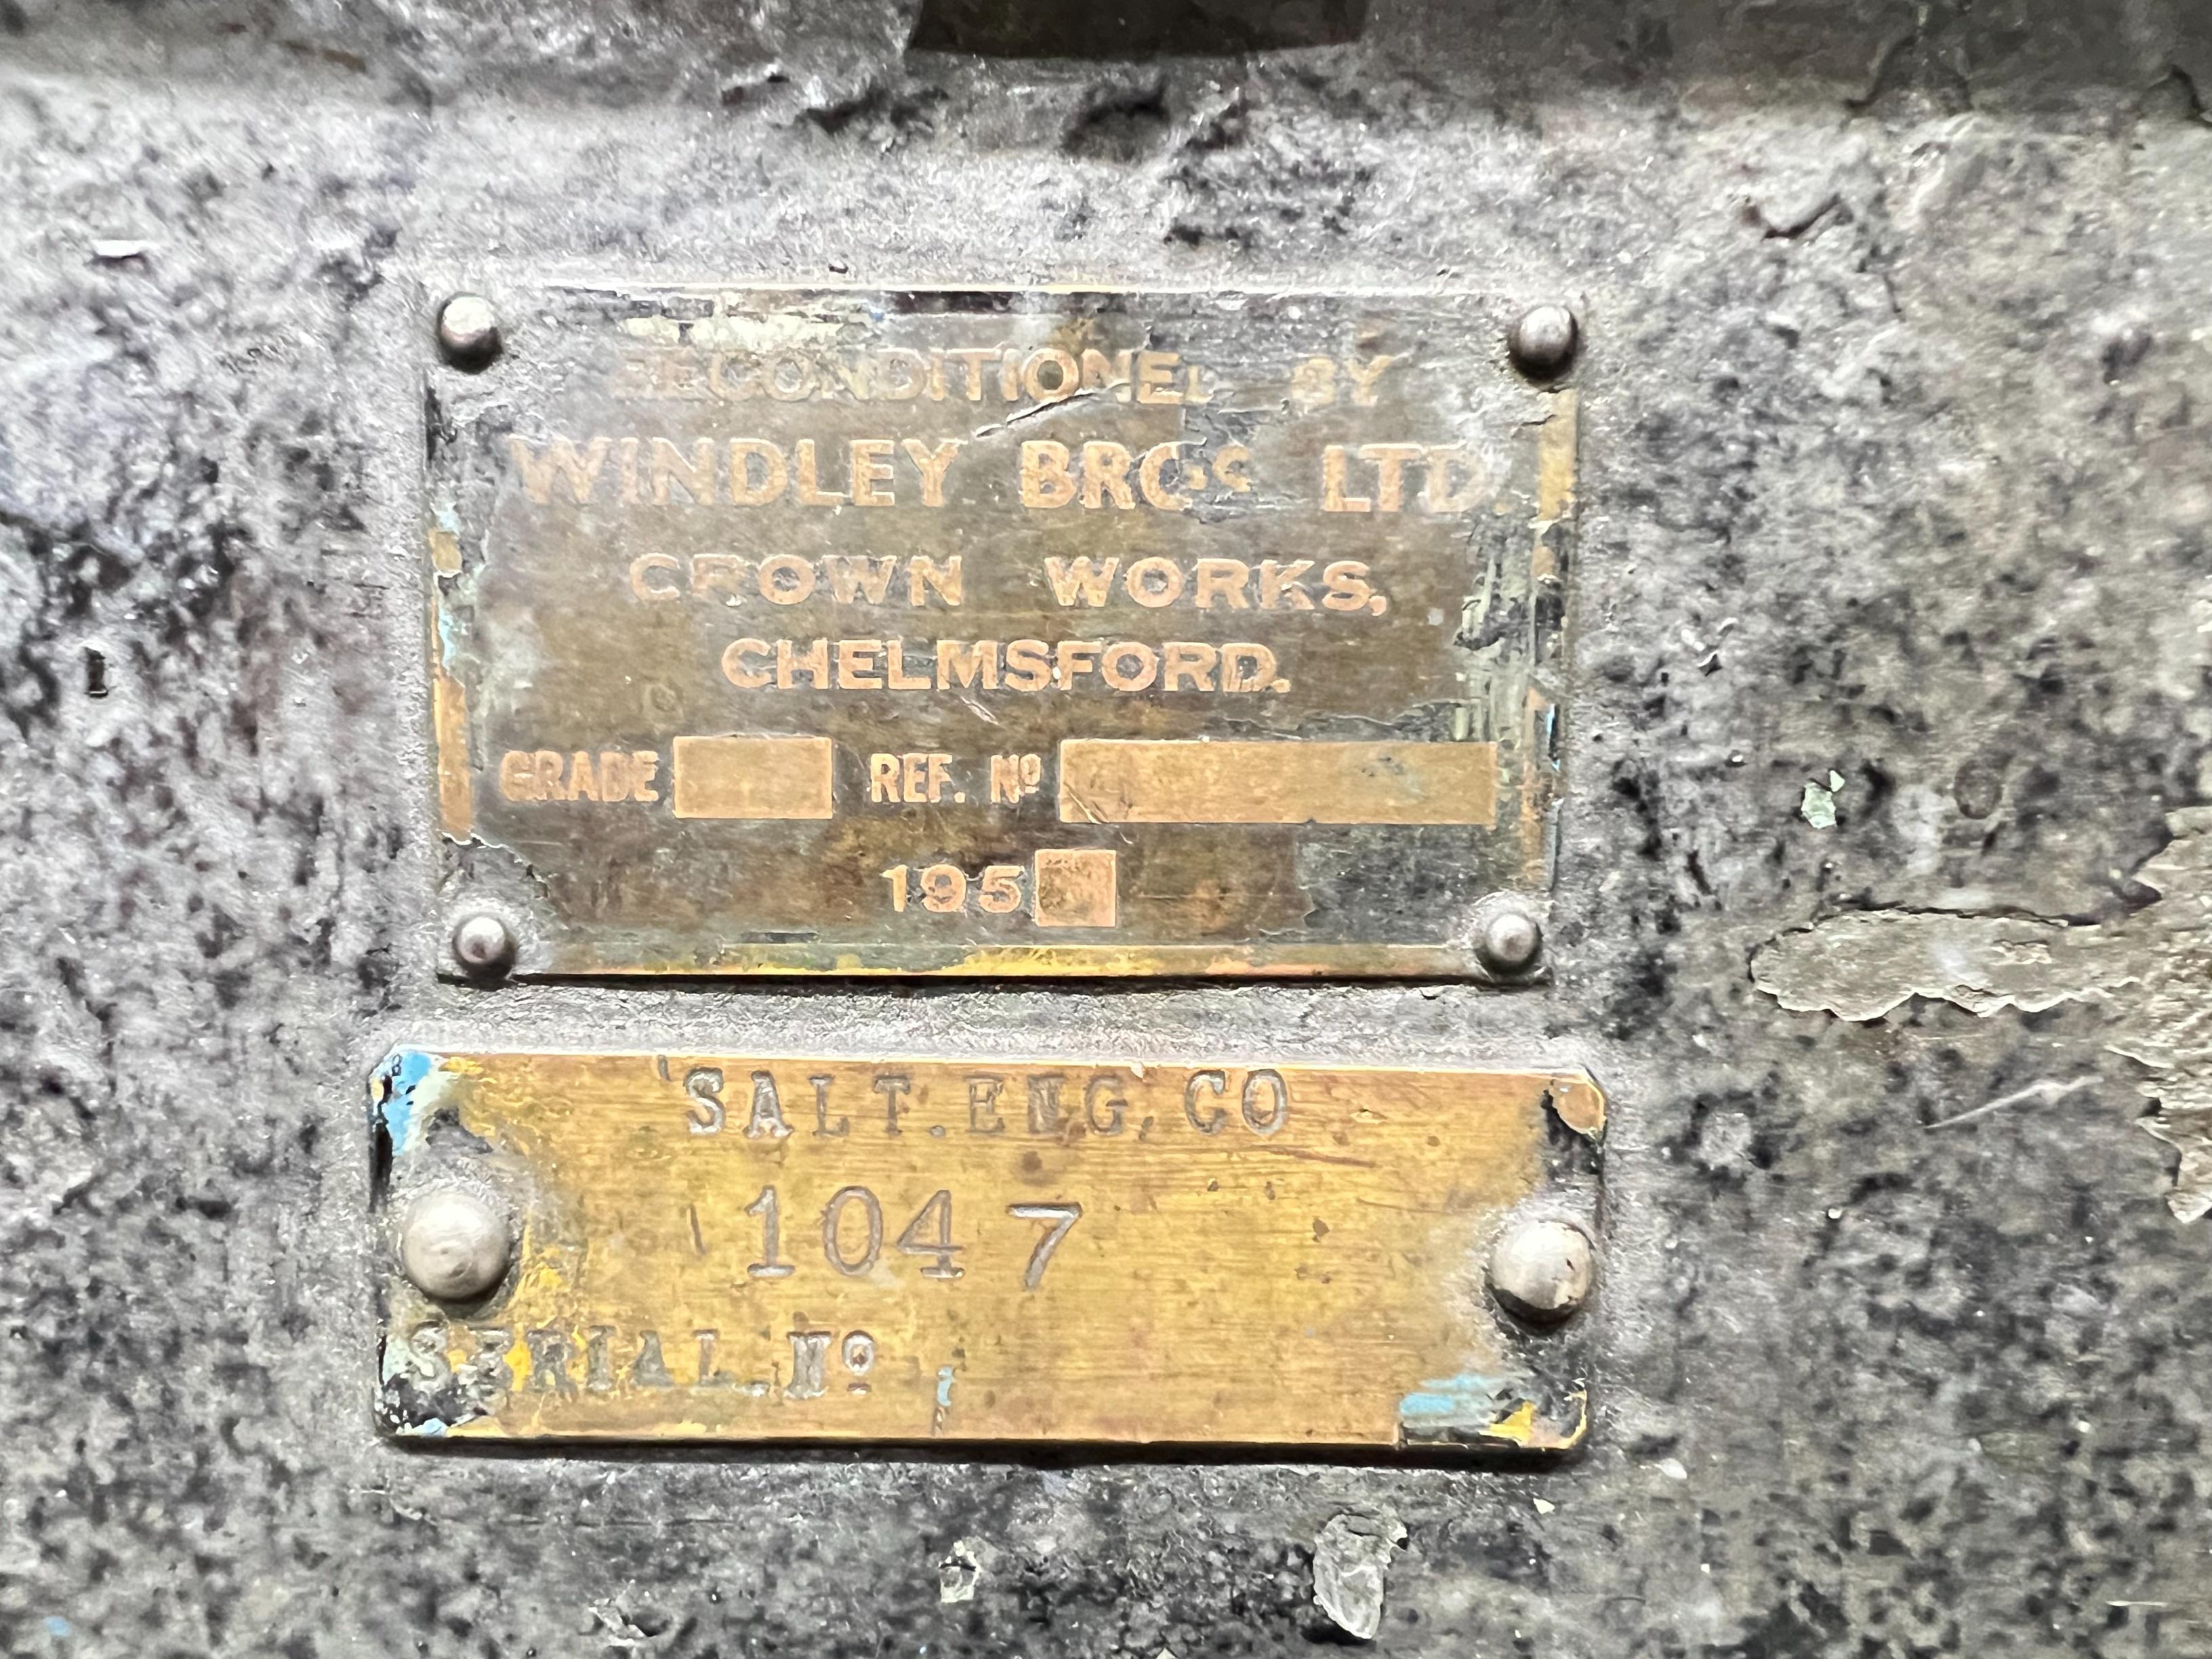 RECONDITIONED BY
WINDLEY BROS LTD.
CROWN WORKS,
CHELMSFORD.
GRADE REF. Nº
195
SALT.ENG,CO
1047
SERIAL.Nº